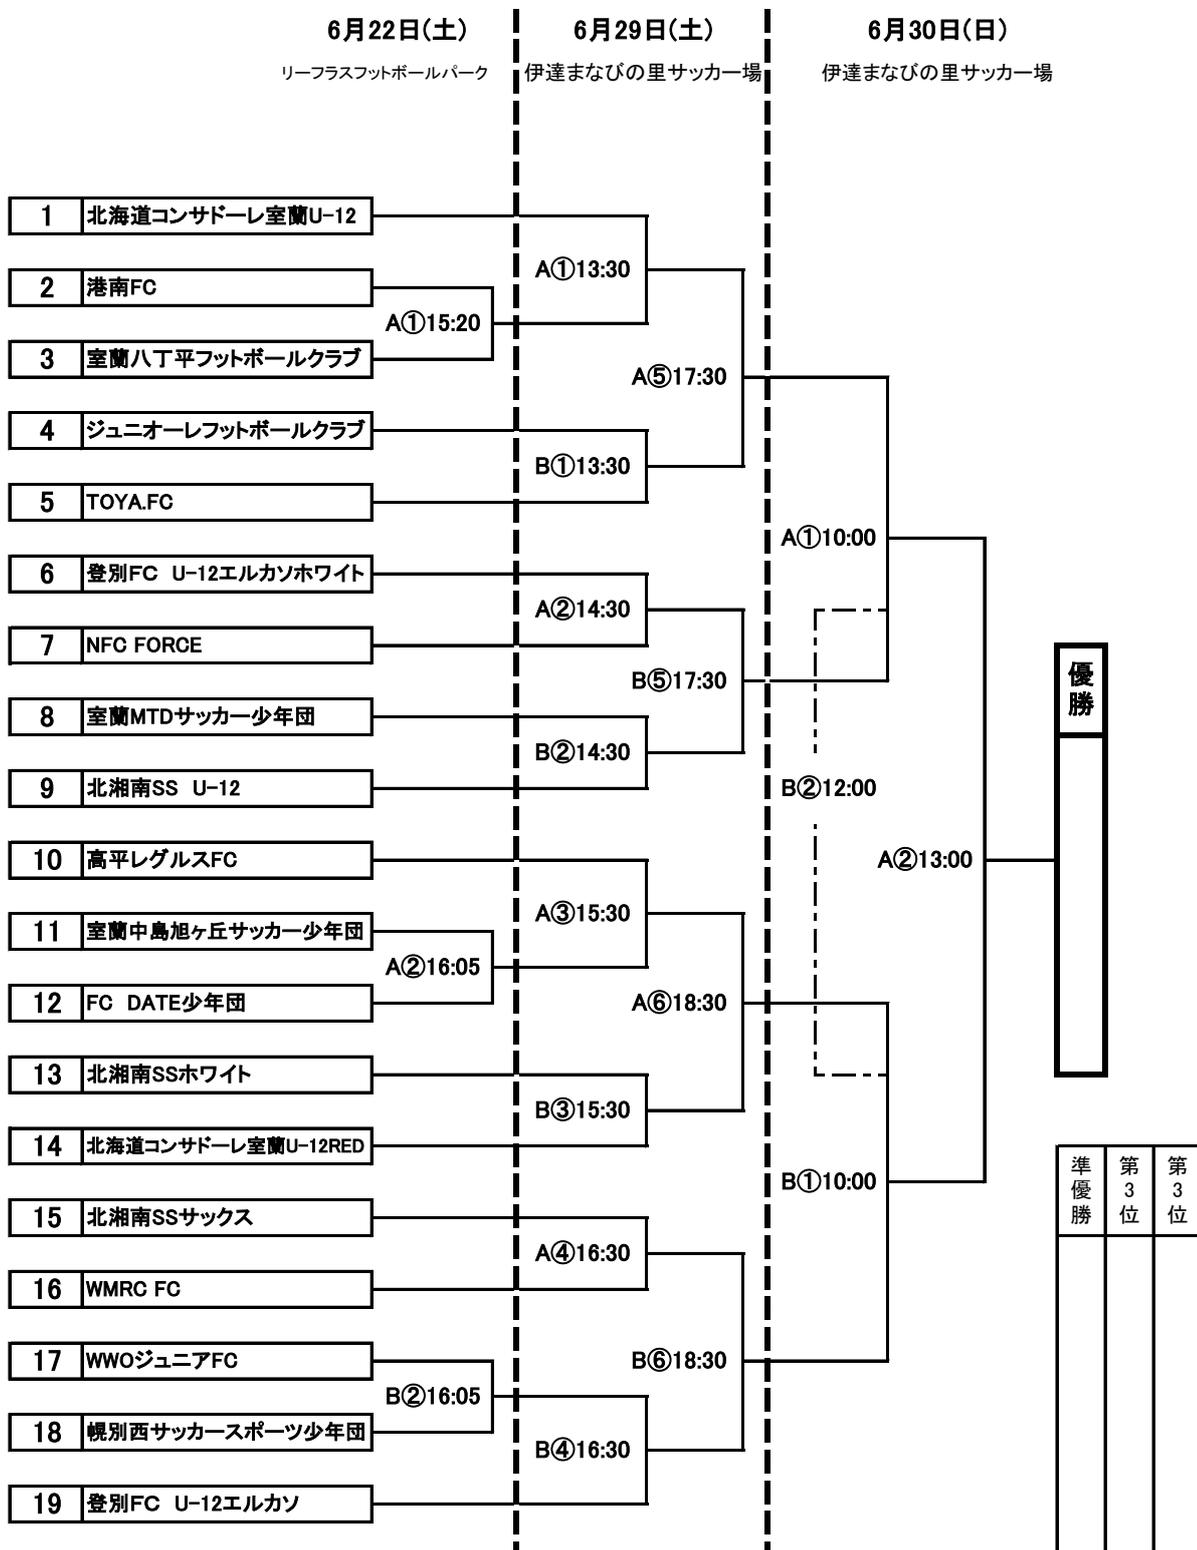 6月22日(土) 6月29日(土) 6月30日(日)
リーフラスフットボールパーク 伊達まなびの里サッカー場 伊達まなびの里サッカー場
1 北海道コンサドーレ室蘭U-12
A①13:30
2 港南FC
A①15:20
3 室蘭八丁平フットボールクラブ
A⑤17:30
4 ジュニオーレフットボールクラブ
B①13:30
5 TOYA.FC
A①10:00
6 登別FC U-12エルカソホワイト
A②14:30
7 NFC FORCE
B⑤17:30
優勝
8 室蘭MTDサッカー少年団
B②14:30
9 北湘南SS U-12
B②12:00
10 高平レグルスFC
A②13:00
A③15:30
11 室蘭中島旭ヶ丘サッカー少年団
A②16:05
12 FC DATE少年団
A⑥18:30
13 北湘南SSホワイト
B③15:30
14 北海道コンサドーレ室蘭U-12RED
B①10:00
準優勝 第3位 第3位
15 北湘南SSサックス
A④16:30
16 WMRC FC
17 WWOジュニアFC
B⑥18:30
B②16:05
18 幌別西サッカースポーツ少年団
B④16:30
19 登別FC U-12エルカソ